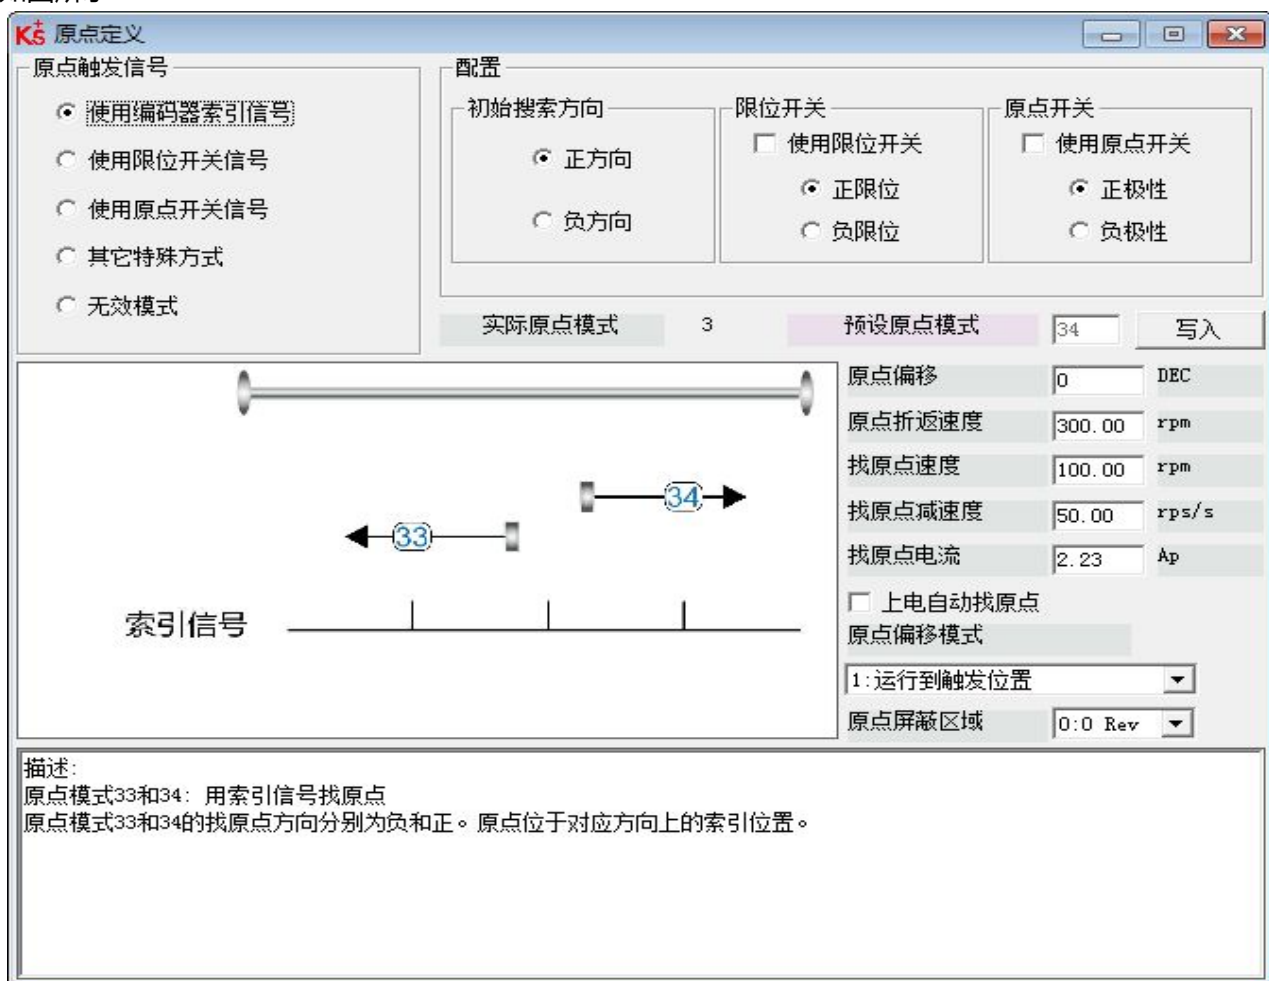 原点定义
原点触发信号
使用编码器索引信号
使用限位开关信号
使用原点开关信号
其它特殊方式
无效模式
配置
初始搜索方向
正方向
负方向
限位开关
使用限位开关
正限位
负限位
原点开关
使用原点开关
正极性
负极性
实际原点模式 3 预设原点模式 34 写入
34
33
索引信号
原点偏移 0 DEC
原点折返速度 300.00 rpm
找原点速度 100.00 rpm
找原点减速度 50.00 rps/s
找原点电流 2.23 Ap
上电自动找原点
原点偏移模式
1:运行到触发位置
原点屏蔽区域 0:0 Rev
描述:
原点模式33和34: 用索引信号找原点
原点模式33和34的找原点方向分别为负和正。原点位于对应方向上的索引位置。